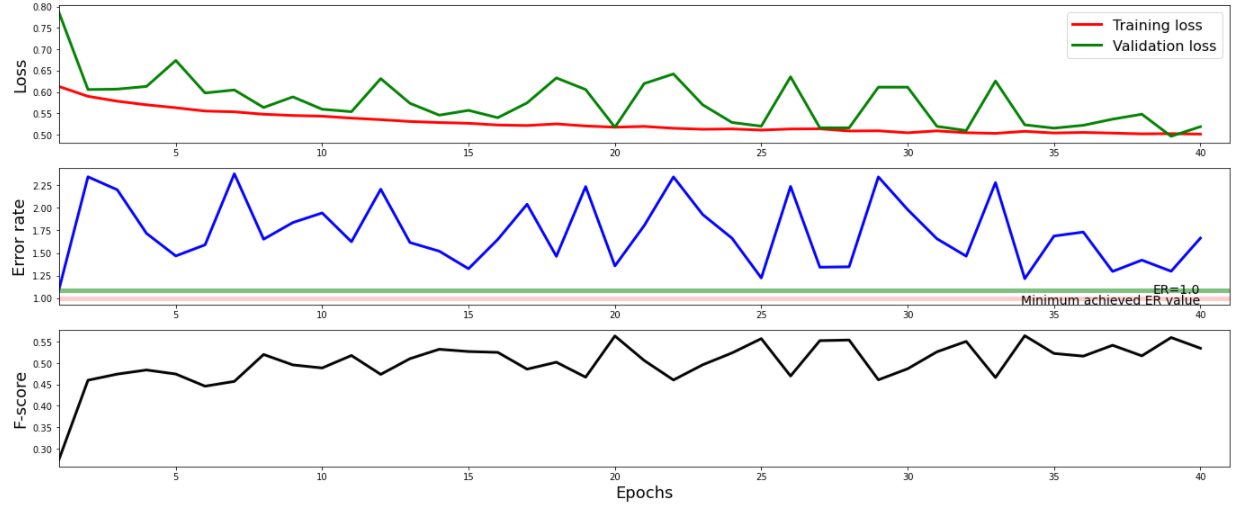 0.80
0.75
0.70
0.65
0.60
0.55
0.50
Loss
Training loss
Validation loss
5 10 15 20 25 30 35 40
2.25
2.00
1.75
1.50
1.25
1.00
Error rate
ER=1.0
Minimum achieved ER value
5 10 15 20 25 30 35 40
0.55
0.50
0.45
0.40
0.35
0.30
F-score
5 10 15 20 25 30 35 40
Epochs